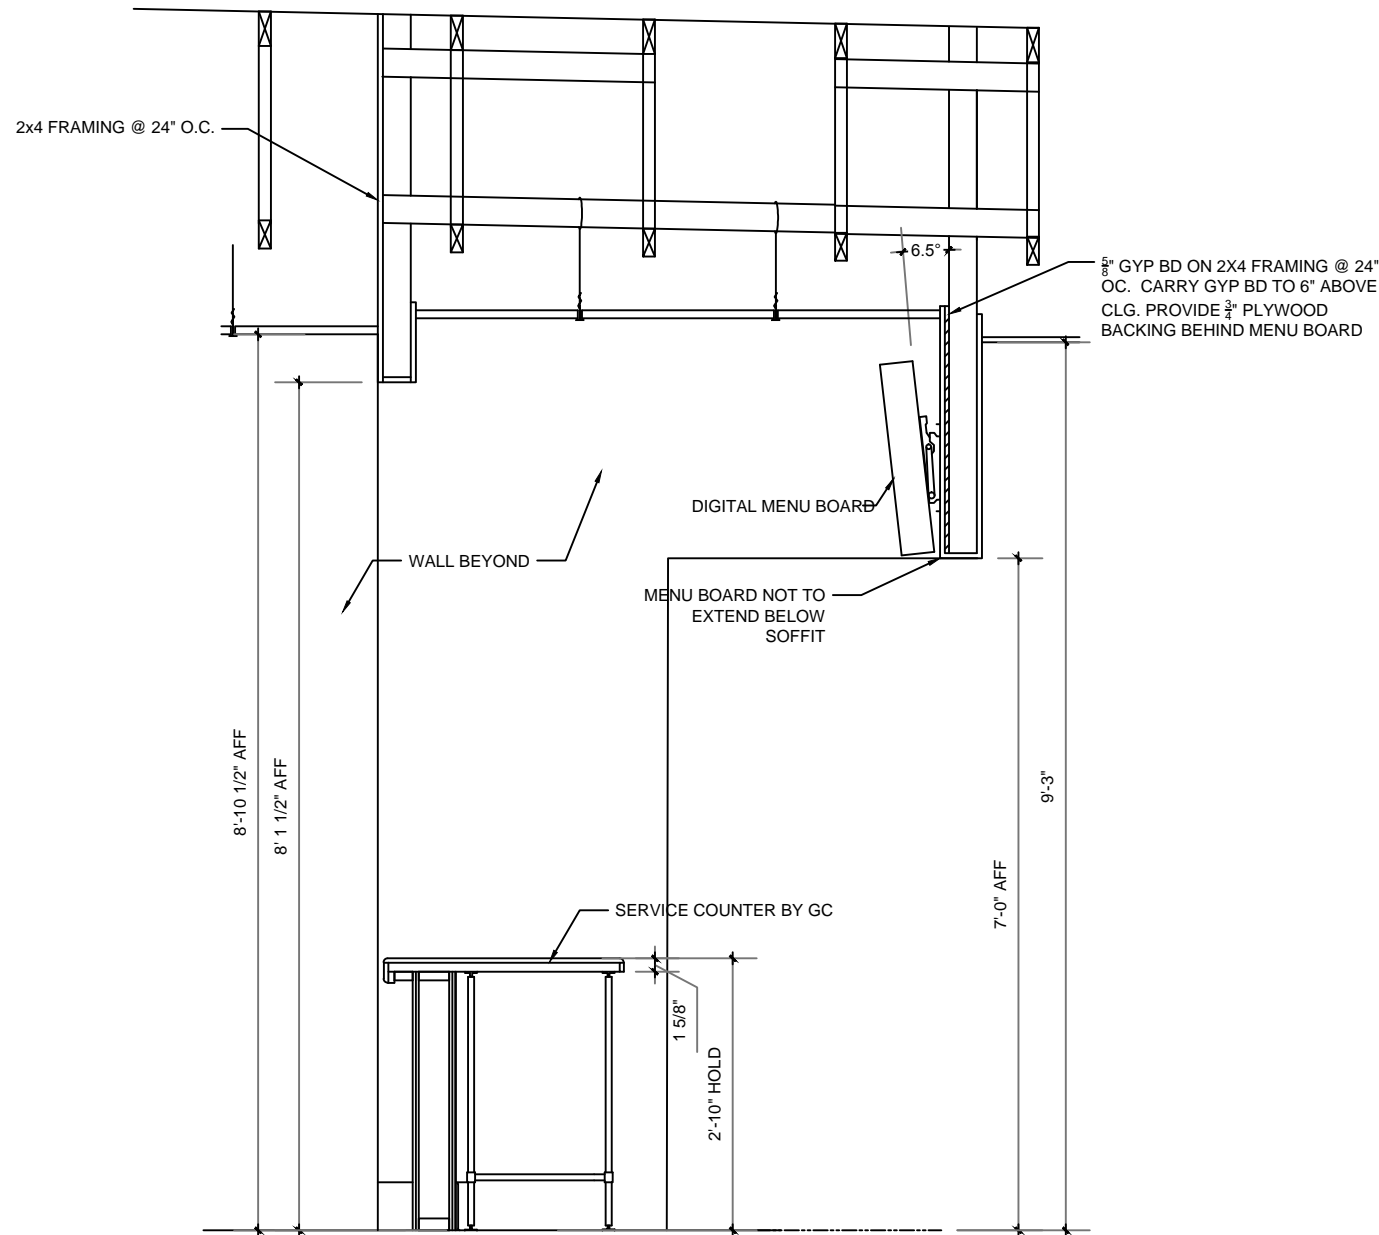 2x4 FRAMING @ 24" O.C.
6.5°
5/8" GYP BD ON 2X4 FRAMING @ 24"
OC. CARRY GYP BD TO 6" ABOVE
CLG. PROVIDE 3/4" PLYWOOD
BACKING BEHIND MENU BOARD
DIGITAL MENU BOARD
WALL BEYOND
MENU BOARD NOT TO
EXTEND BELOW
SOFFIT
8'-10 1/2" AFF
8' 1 1/2" AFF
9'-3"
7'-0" AFF
SERVICE COUNTER BY GC
1 5/8"
2'-10" HOLD